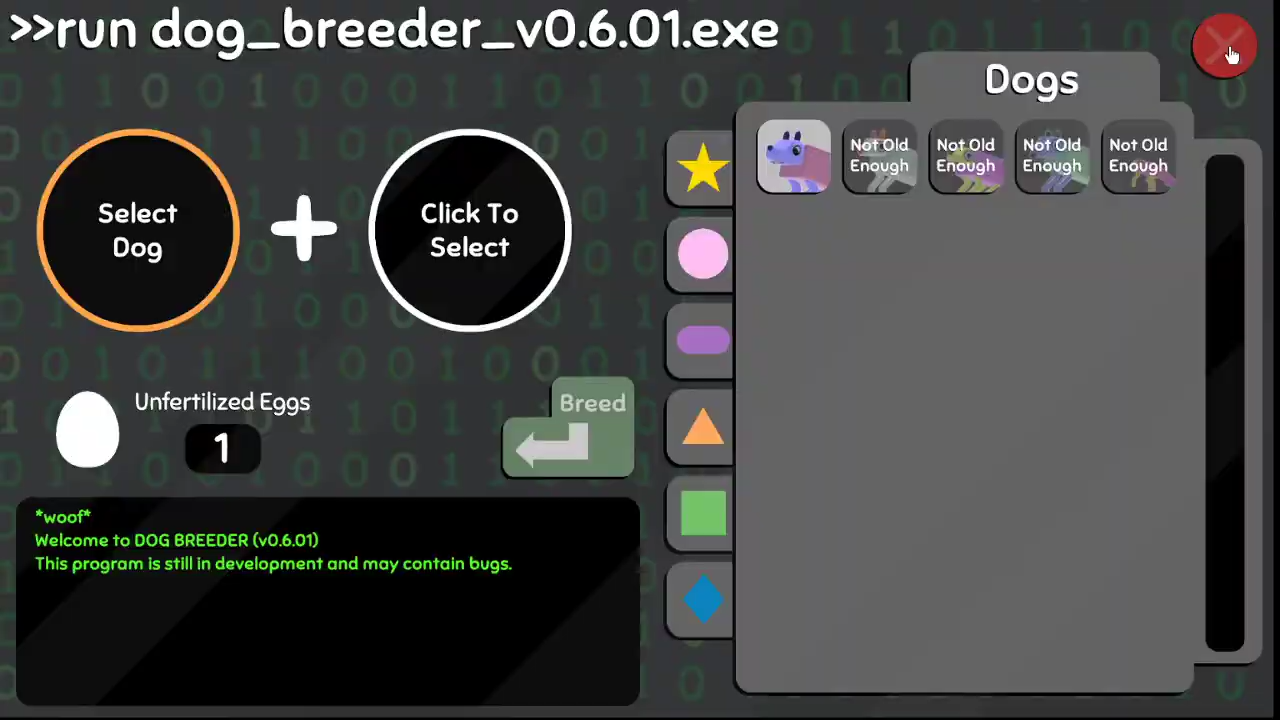 >>run dog_breeder_v0.6.01.exe
Dogs
Select
Dog
Click To
Select
Not Old
Enough
Not Old
Enough
Not Old
Enough
Not Old
Enough
Unfertilized Eggs
1
Breed
*woof*
Welcome to DOG BREEDER (v0.6.01)
This program is still in development and may contain bugs.